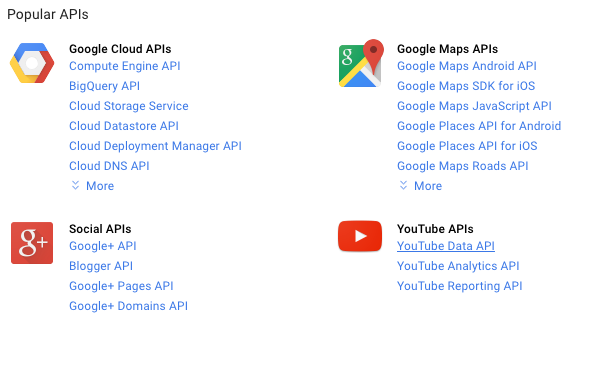 Popular APIs
Google Cloud APIs
Compute Engine API
BigQuery API
Cloud Storage Service
Cloud Datastore API
Cloud Deployment Manager API
Cloud DNS API
More
g
Google Maps APIs
Google Maps Android API
Google Maps SDK for iOS
Google Maps JavaScript API
Google Places API for Android
Google Places API for iOS
Google Maps Roads API
More
g+
Social APIs
Google+ API
Blogger API
Google+ Pages API
Google+ Domains API
YouTube APIs
YouTube Data API
YouTube Analytics API
YouTube Reporting API